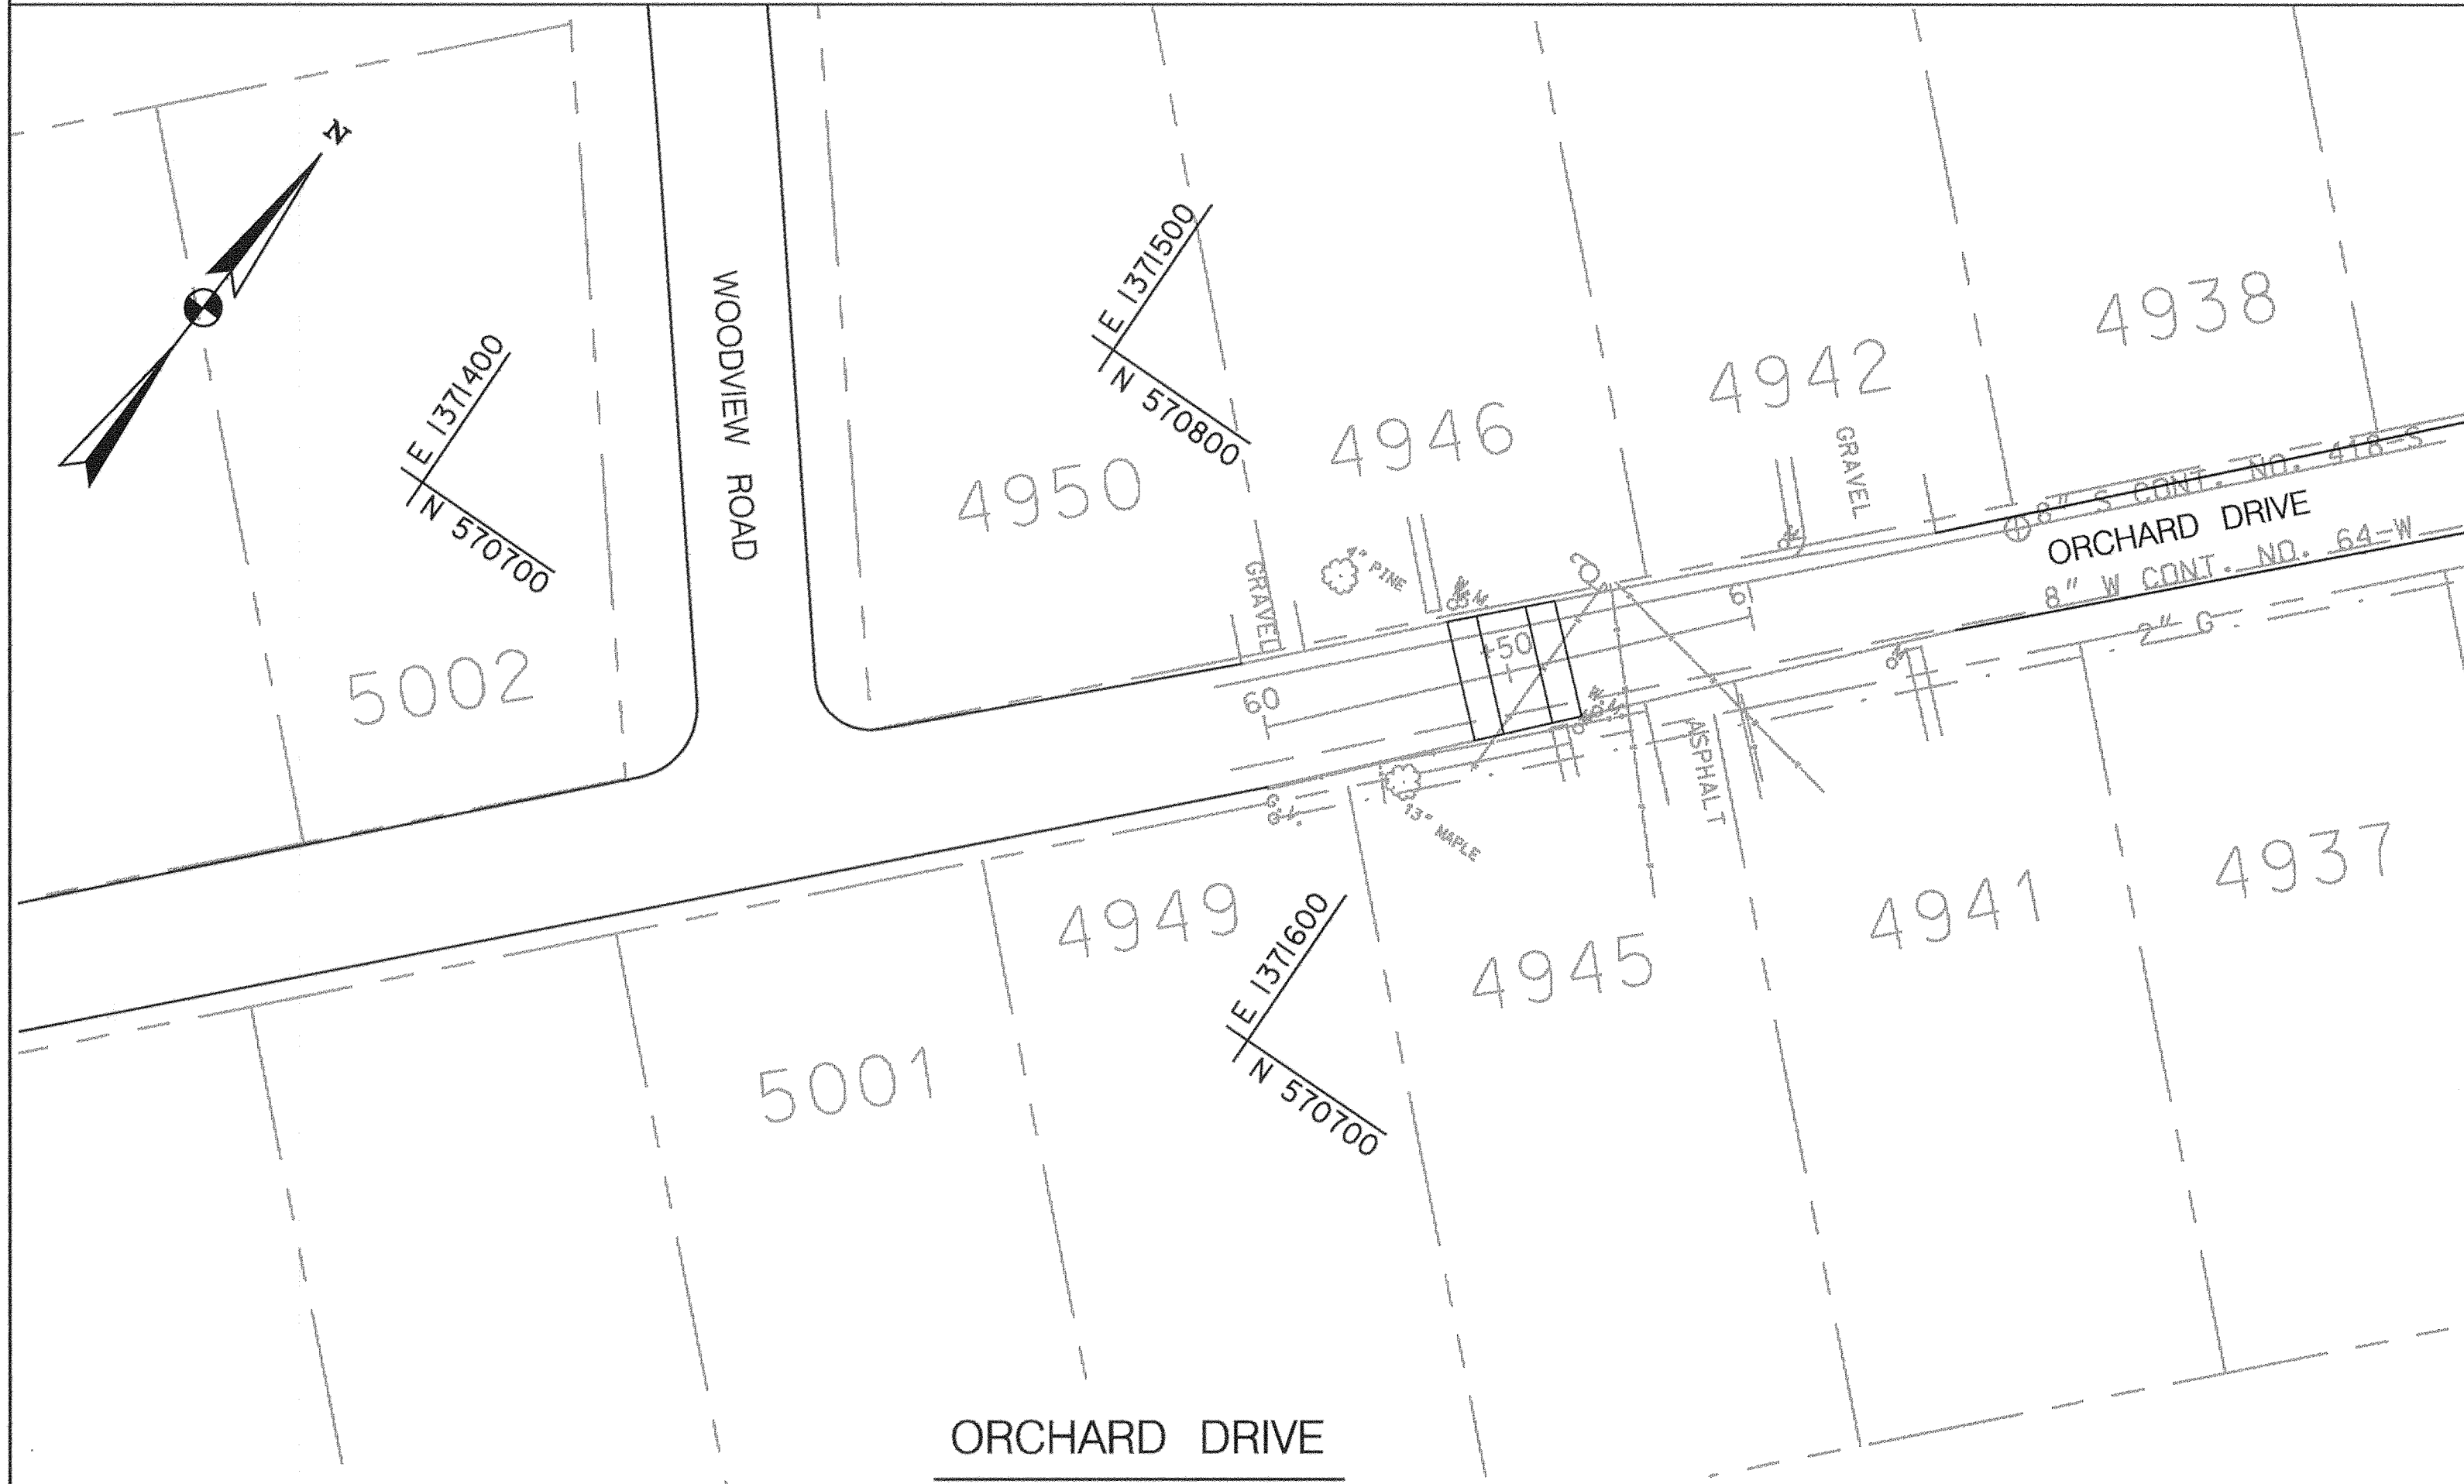 N
E 1371400
N 570700
WOODVIEW ROAD
E 1371500
N 570800
4938
4942
4946
4950
GRAVEL
8" S CONT. NO. 418-S
ORCHARD DRIVE
8" W CONT. NO. 64-W
2" G
GRAVEL
PINE
+50
60
61
5002
ASPHALT
13" MAPLE
4937
4941
4945
4949
5001
E 1371600
N 570700
ORCHARD DRIVE